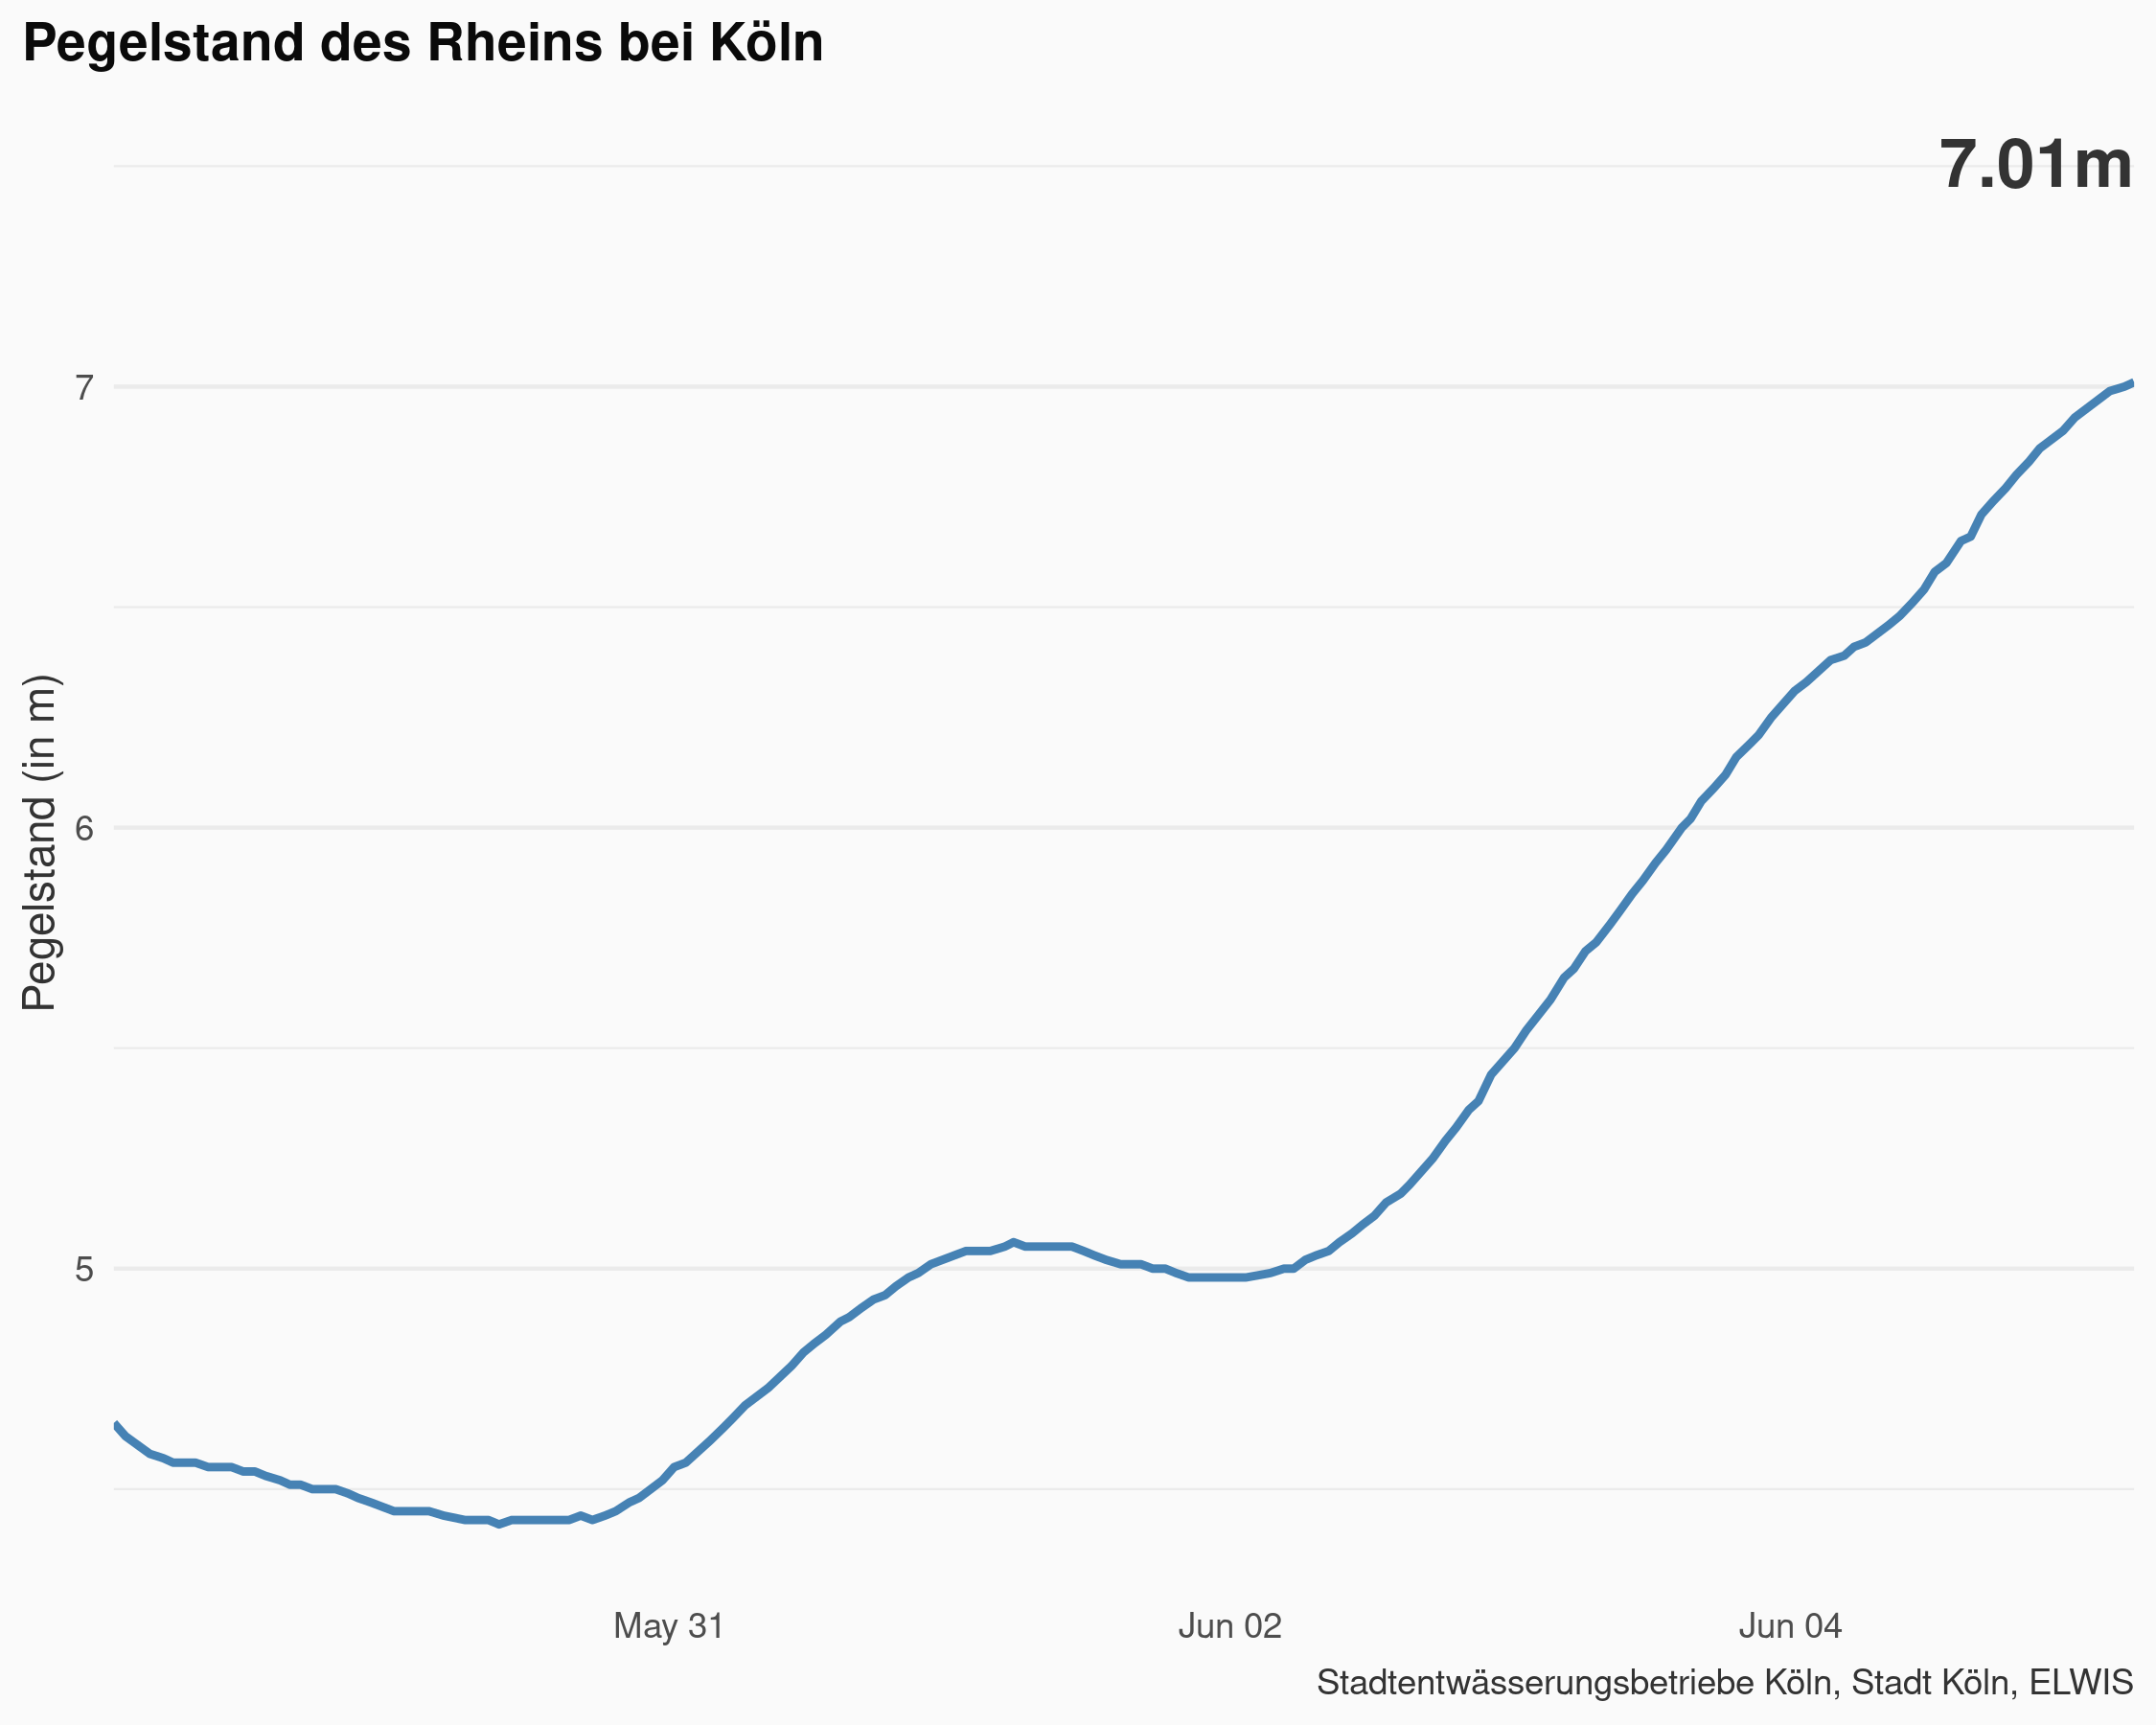 Pegelstand des Rheins bei Köln
7.01m
Pegelstand (in m)
7
6
5
May 31
Jun 02
Jun 04
Stadtentwässerungsbetriebe Köln, Stadt Köln, ELWIS